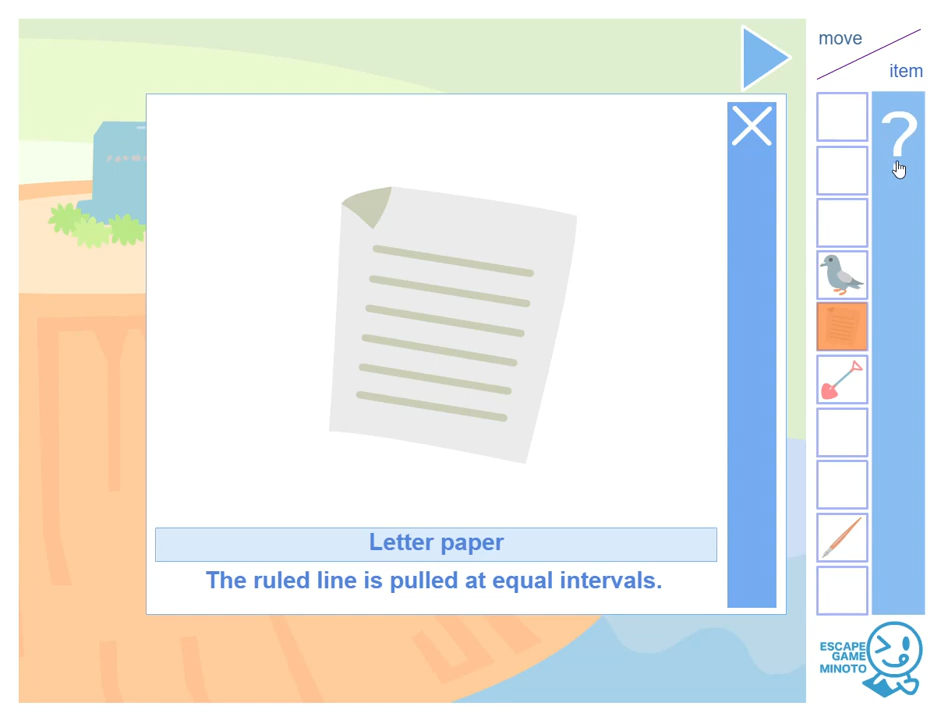 move
item
?
Letter paper
The ruled line is pulled at equal intervals.
ESCAPE
GAME
MINOTO